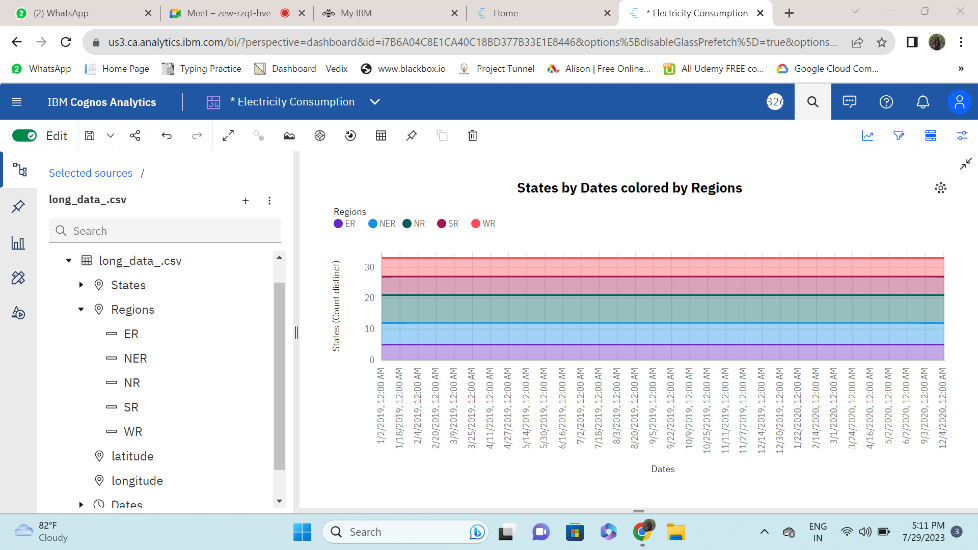 (2) WhatsApp
Meet – zew-rzqt-hve
My IBM
Home
* Electricity Consumption
us3.ca.analytics.ibm.com/bi/?perspective=dashboard&id=i7B6A04C8E1CA40C18BD377B33E1E8446&options%5BdisableGlassPrefetch%5D=true&options...
WhatsApp
Home Page
Typing Practice
Dashboard Vedix
www.blackbox.io
Project Tunnel
Alison | Free Online...
All Udemy FREE co...
Google Cloud Com...
IBM Cognos Analytics
* Electricity Consumption
326
Edit
Selected sources /
long_data_.csv
Search
long_data_.csv
States
Regions
ER
NER
NR
SR
WR
latitude
longitude
Dates
States by Dates colored by Regions
Regions
ER NER NR SR WR
States (Count distinct)
30
20
10
0
1/2/2019, 12:00 AM
1/18/2019, 12:00 AM
2/4/2019, 12:00 AM
2/20/2019, 12:00 AM
3/9/2019, 12:00 AM
3/25/2019, 12:00 AM
4/11/2019, 12:00 AM
4/27/2019, 12:00 AM
5/14/2019, 12:00 AM
5/30/2019, 12:00 AM
6/16/2019, 12:00 AM
7/2/2019, 12:00 AM
7/18/2019, 12:00 AM
8/3/2019, 12:00 AM
8/20/2019, 12:00 AM
9/5/2019, 12:00 AM
9/22/2019, 12:00 AM
10/9/2019, 12:00 AM
10/25/2019, 12:00 AM
11/11/2019, 12:00 AM
11/27/2019, 12:00 AM
12/14/2019, 12:00 AM
12/30/2019, 12:00 AM
1/22/2020, 12:00 AM
2/14/2020, 12:00 AM
3/1/2020, 12:00 AM
3/24/2020, 12:00 AM
4/16/2020, 12:00 AM
5/2/2020, 12:00 AM
6/2/2020, 12:00 AM
9/3/2020, 12:00 AM
12/4/2020, 12:00 AM
Dates
82°F
Cloudy
Search
ENG
IN
5:11 PM
7/29/2023
3